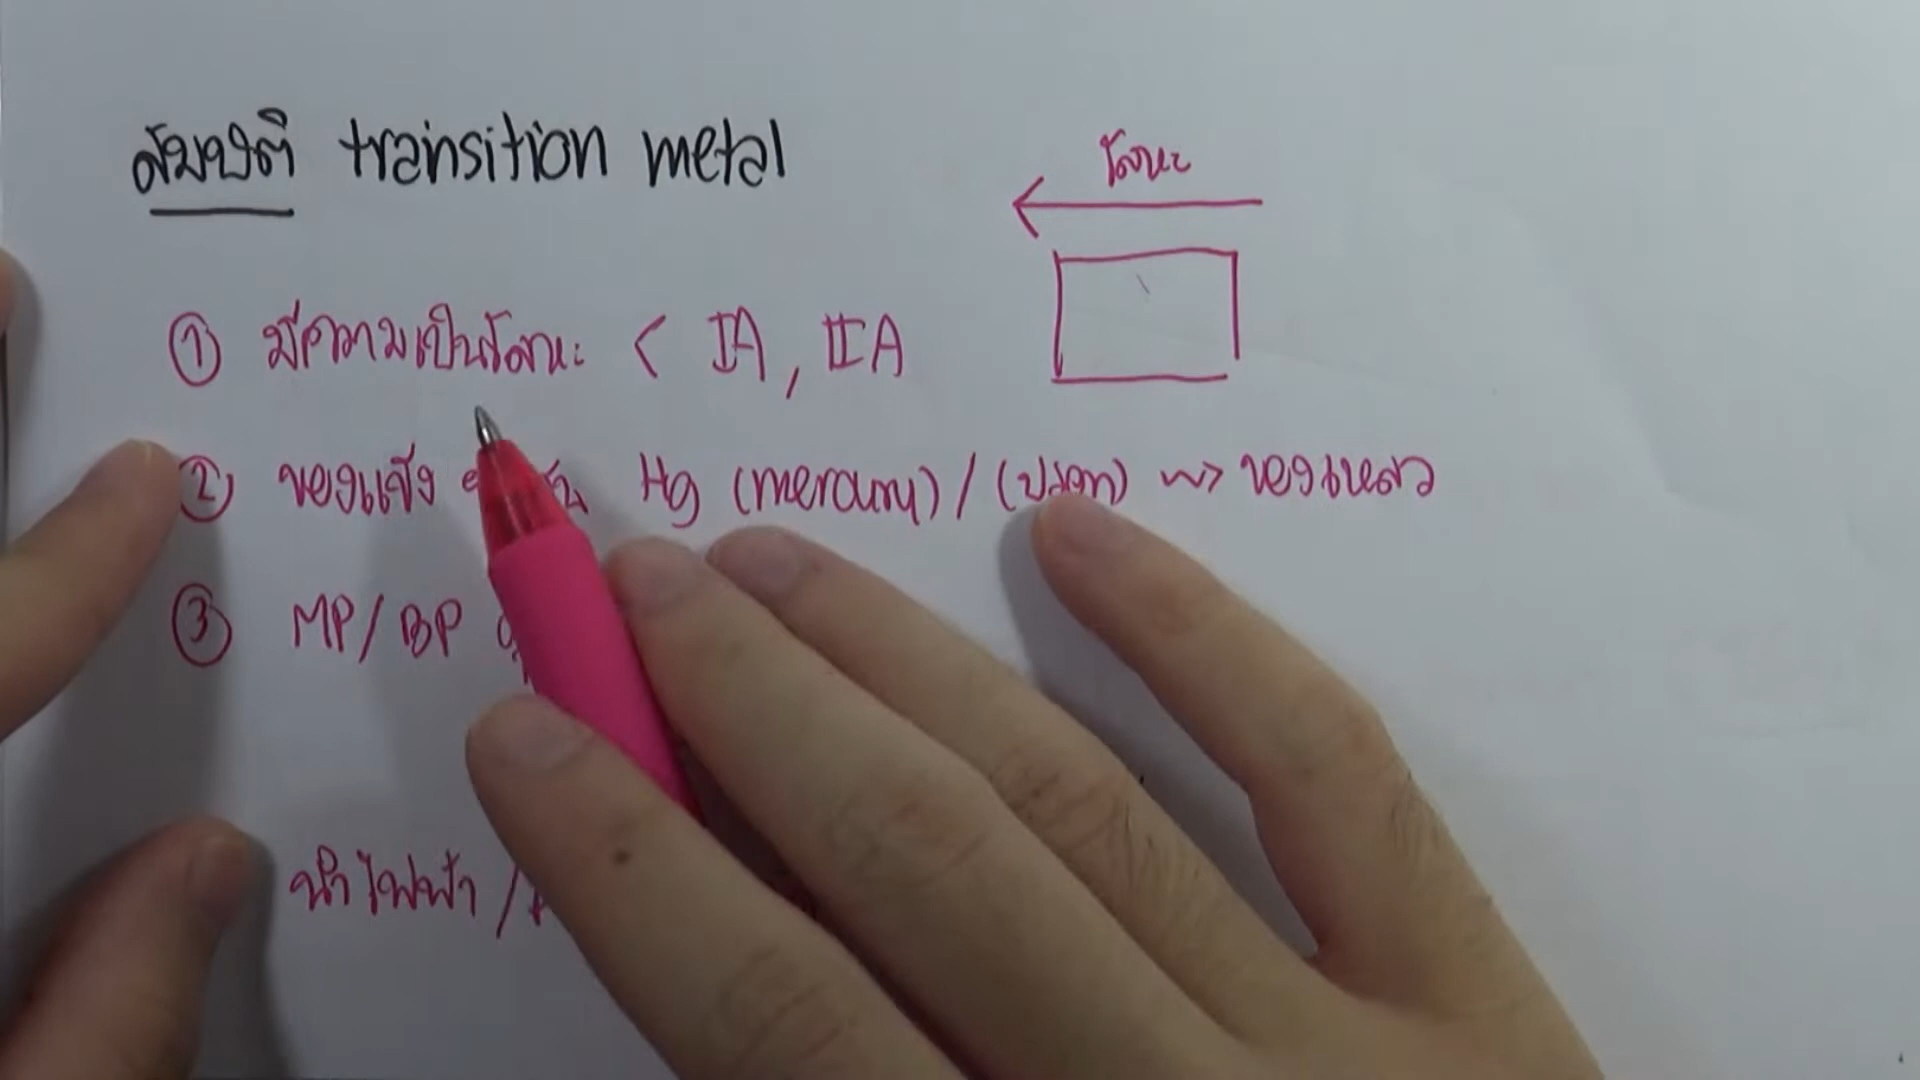 สมบัติ transition metal
โลหะ
① มีความเป็นโลหะ < IA, IIA
② ของแข็ง Hg (mercury) / (ปรอท) ⇝ ของเหลว
③ MP/BP
นำไฟฟ้า /